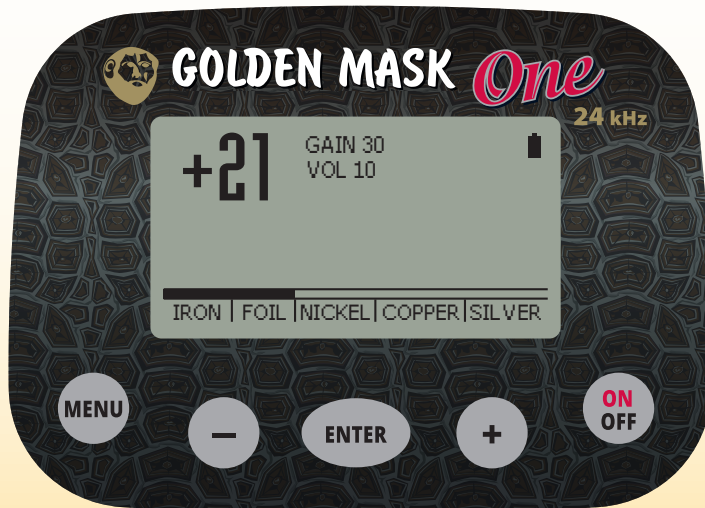 GOLDEN MASK One
24 kHz
+21
GAIN 30
VOL 10
IRON FOIL NICKEL COPPER SILVER
MENU
−
ENTER
+
ON
OFF